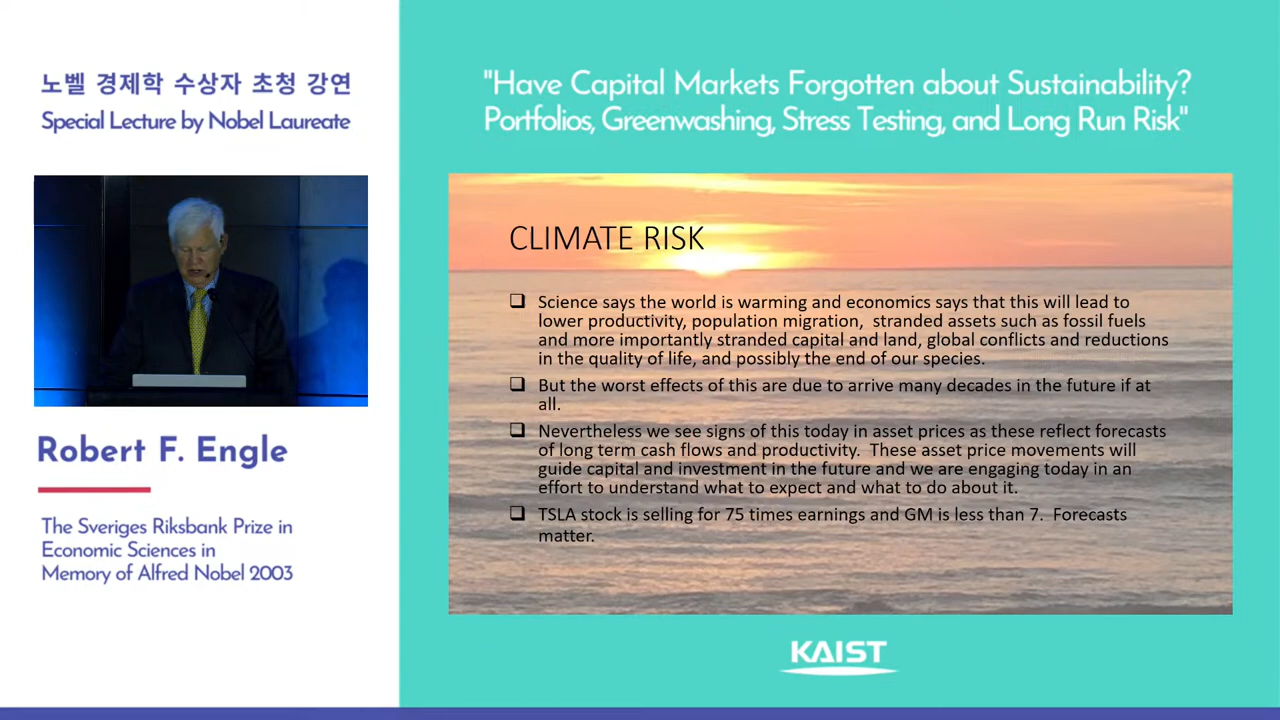 노벨 경제학 수상자 초청 강연
Special Lecture by Nobel Laureate
Robert F. Engle
The Sveriges Riksbank Prize in
Economic Sciences in
Memory of Alfred Nobel 2003
"Have Capital Markets Forgotten about Sustainability?
Portfolios, Greenwashing, Stress Testing, and Long Run Risk"
CLIMATE RISK
❑ Science says the world is warming and economics says that this will lead to
lower productivity, population migration, stranded assets such as fossil fuels
and more importantly stranded capital and land, global conflicts and reductions
in the quality of life, and possibly the end of our species.
❑ But the worst effects of this are due to arrive many decades in the future if at
all.
❑ Nevertheless we see signs of this today in asset prices as these reflect forecasts
of long term cash flows and productivity. These asset price movements will
guide capital and investment in the future and we are engaging today in an
effort to understand what to expect and what to do about it.
❑ TSLA stock is selling for 75 times earnings and GM is less than 7. Forecasts
matter.
KAIST